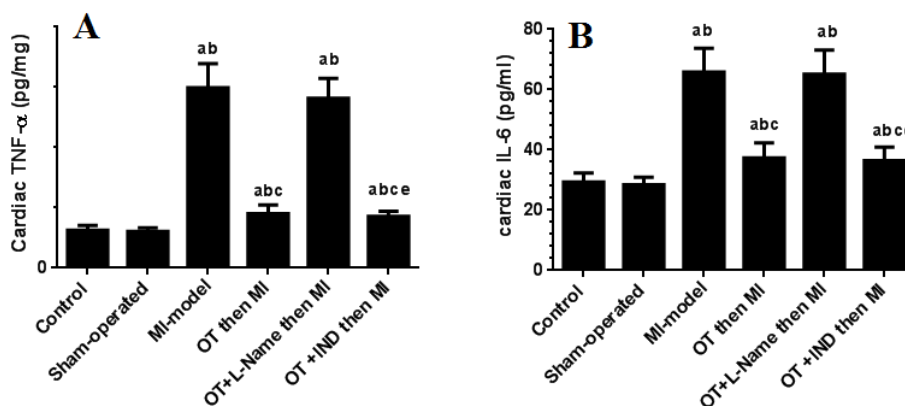 A
Cardiac TNF-α (pg/mg)
0
ab
abc
ab
abce
Control
Sham-operated
MI-model
OT then MI
OT+L-Name then MI
OT +IND then MI
B
cardiac IL-6 (pg/ml)
80
60
40
20
0
ab
abc
ab
Control
Sham-operated
MI-model
OT then MI
OT+L-Name then MI
OT +IND then MI